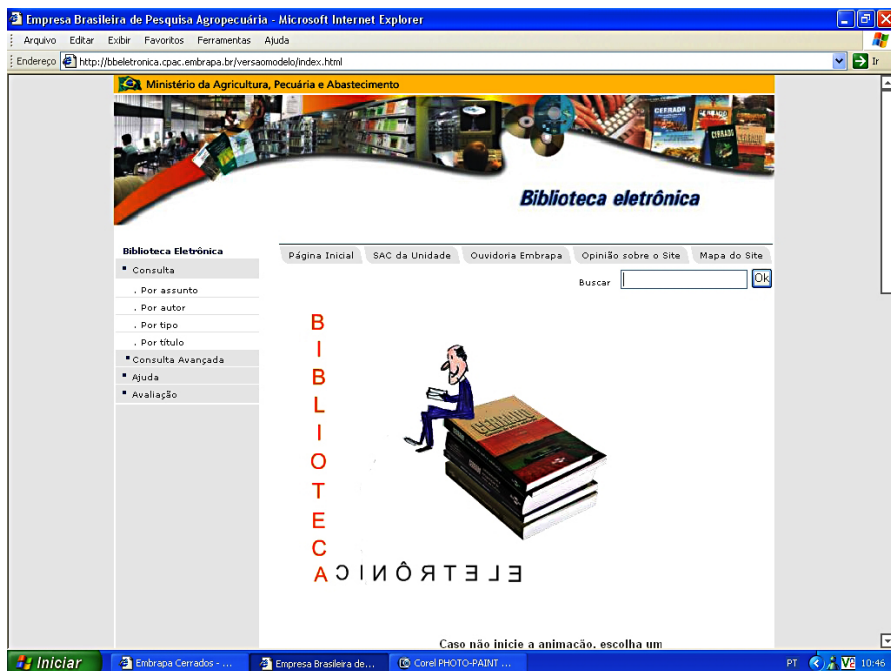 Empresa Brasileira de Pesquisa Agropecuária - Microsoft Internet Explorer
Arquivo Editar Exibir Favoritos Ferramentas Ajuda
Endereço http://bbeletronica.cpac.embrapa.br/versaomodelo/index.html Ir
Ministério da Agricultura, Pecuária e Abastecimento
CERRADO
CERRADO
Biblioteca eletrônica
Biblioteca Eletrônica
Consulta
. Por assunto
. Por autor
. Por tipo
. Por título
Consulta Avançada
Ajuda
Avaliação
Página Inicial SAC da Unidade Ouvidoria Embrapa Opinião sobre o Site Mapa do Site
Buscar Ok
BIBLIOTECA
ELETRÔNICA
CERRADO
Caso não inicie a animação, escolha um
Iniciar Embrapa Cerrados - ... Empresa Brasileira de... Corel PHOTO-PAINT ... PT 10:46